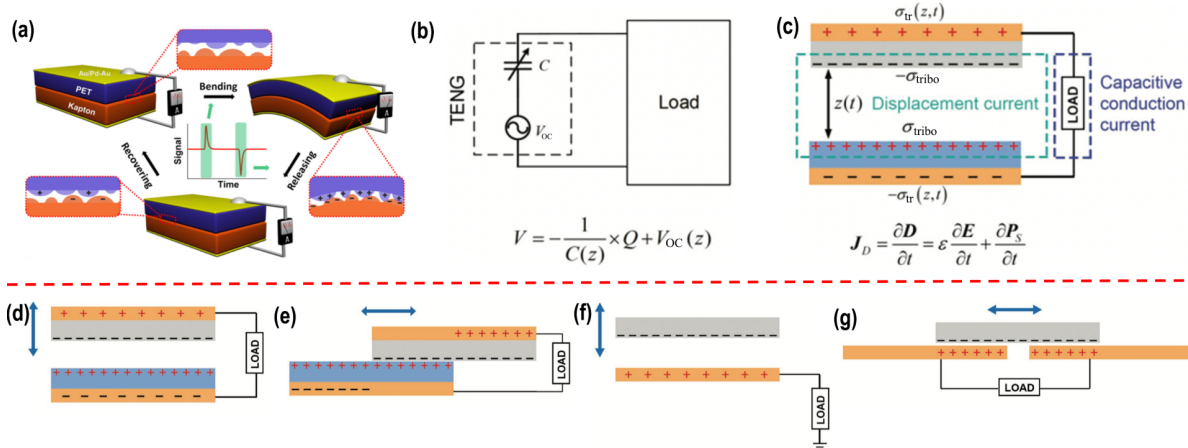 (a)
Au/Pd-Au
PET
Kapton
A
Bending
A
Signal
Time
Recovering
Releasing
A
(b)
TENG
C
V_OC
Load
V = -1/C(z) × Q + V_OC(z)
(c)
σ_tr(z,t)
+ + + + + + + +
-σ_tribo
z(t)
Displacement current
LOAD
Capacitive
conduction
current
σ_tribo
-σ_tr(z,t)
J_D = ∂D/∂t = ε ∂E/∂t + ∂P_S/∂t
(d)
LOAD
(e)
LOAD
(f)
LOAD
(g)
LOAD